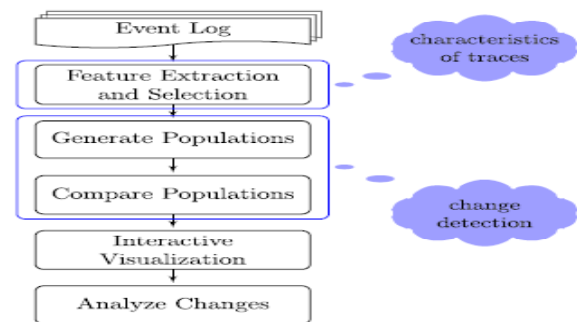 Event Log
characteristics
of traces
Feature Extraction
and Selection
Generate Populations
Compare Populations
change
detection
Interactive
Visualization
Analyze Changes